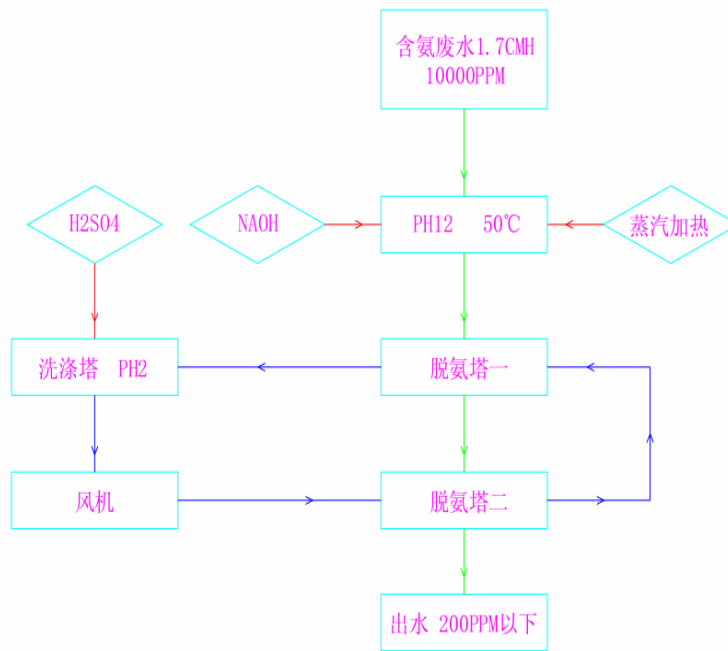 含氨废水1.7CMH
10000PPM
H2SO4
NAOH
PH12 50℃
蒸汽加热
洗涤塔 PH2
脱氨塔一
风机
脱氨塔二
出水 200PPM以下